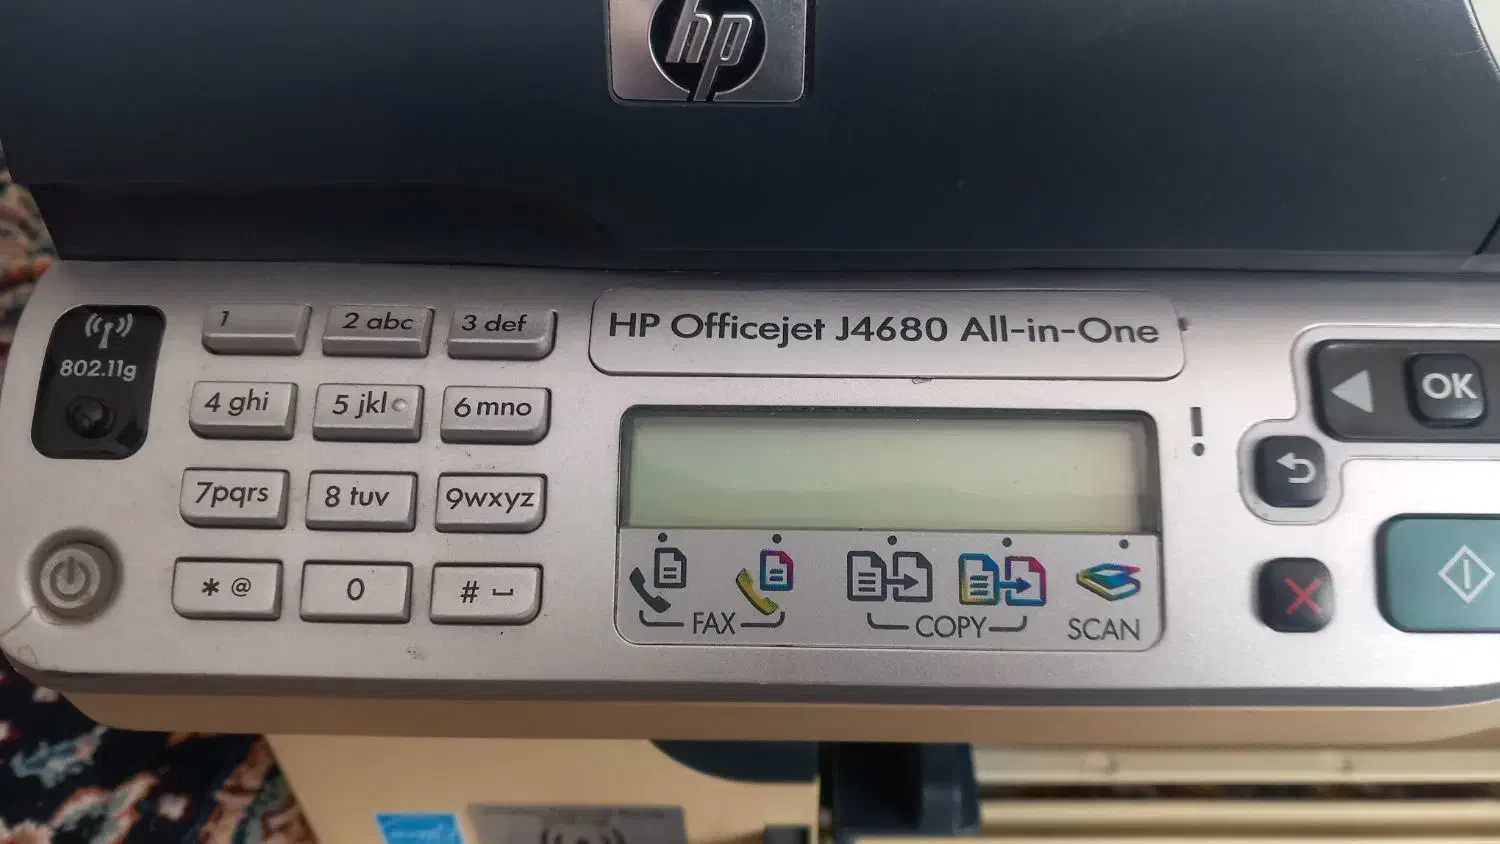 hp
HP Officejet J4680 All-in-One
802.11g
1 2 abc 3 def
4 ghi 5 jkl 6 mno
7pqrs 8 tuv 9wxyz
* @ 0 #
!
OK
FAX COPY SCAN